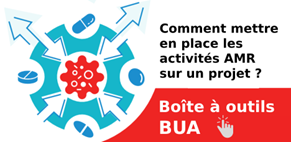 Comment mettre
en place les
activités AMR
sur un projet ?
Boîte à outils
BUA